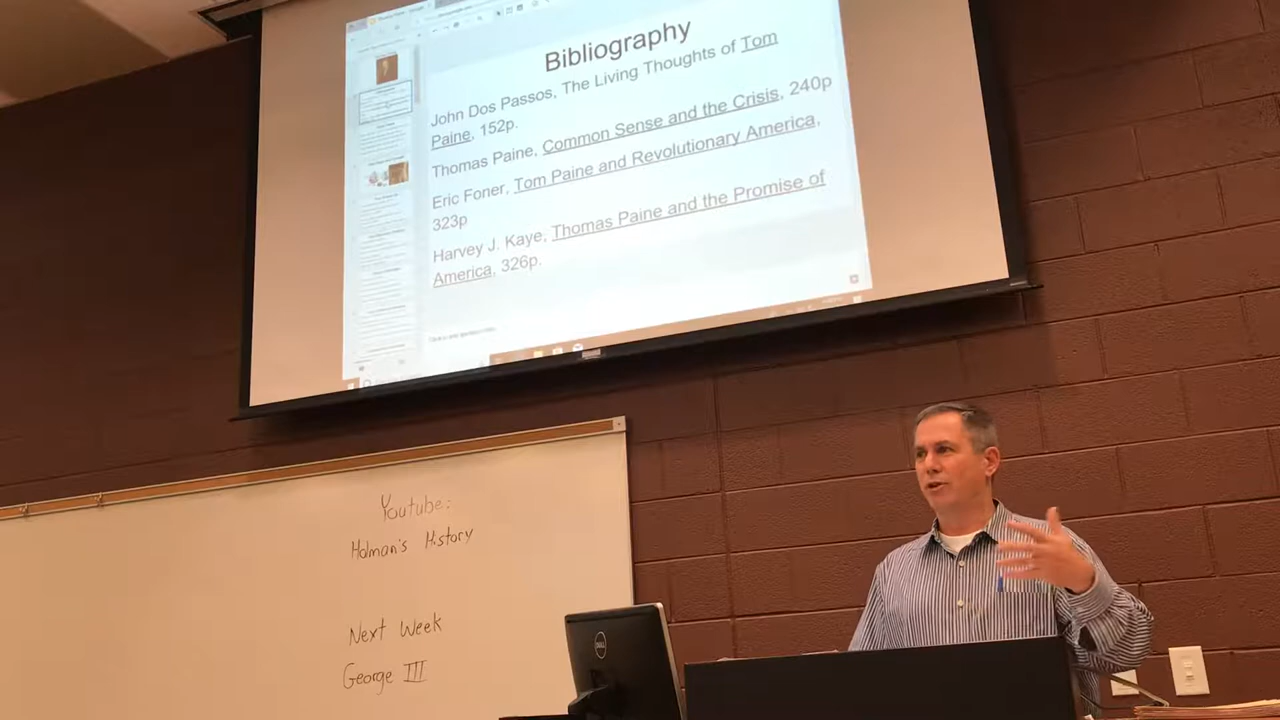 Bibliography
John Dos Passos, The Living Thoughts of Tom
Paine, 152p.
Thomas Paine, Common Sense and the Crisis, 240p
Eric Foner, Tom Paine and Revolutionary America,
323p
Harvey J. Kaye, Thomas Paine and the Promise of
America, 326p.
Youtube:
Holman's History
Next Week
George III
DELL